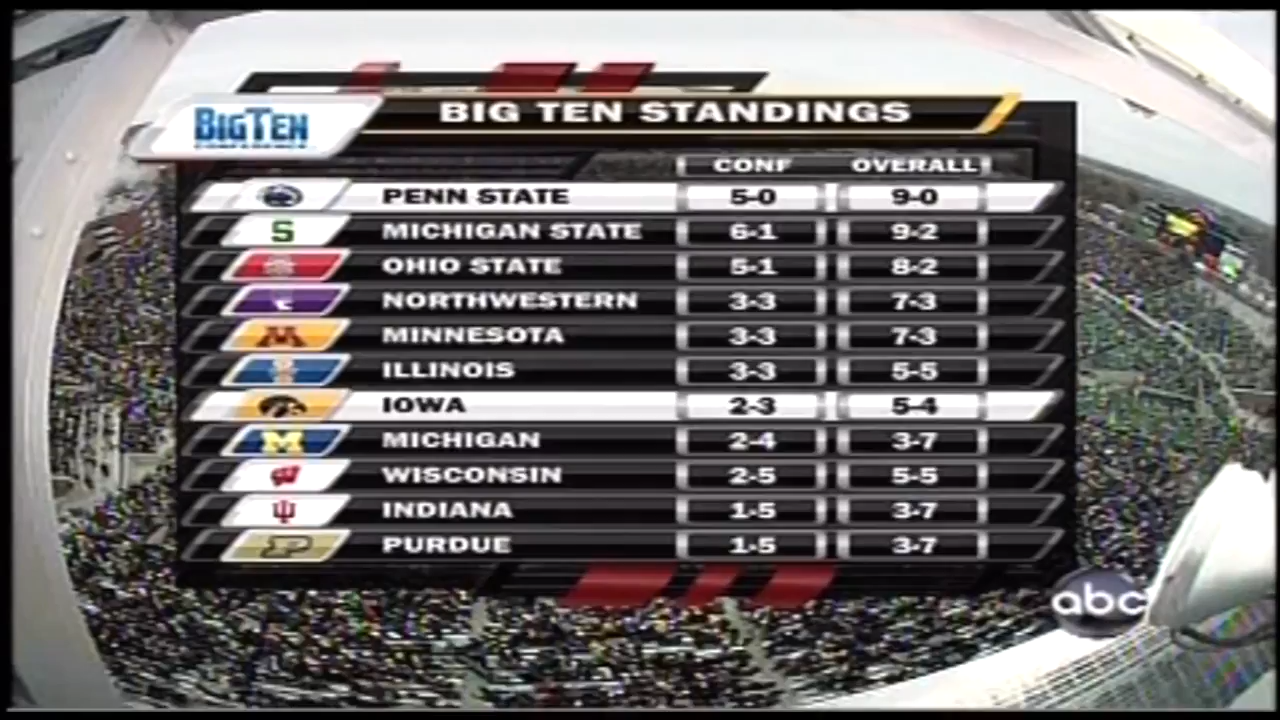 BIG TEN STANDINGS
BIGTEN
CONFERENCE
CONF OVERALL
PENN STATE 5-0 9-0
S MICHIGAN STATE 6-1 9-2
OHIO STATE 5-1 8-2
NORTHWESTERN 3-3 7-3
M MINNESOTA 3-3 7-3
I ILLINOIS 3-3 5-5
IOWA 2-3 5-4
M MICHIGAN 2-4 3-7
W WISCONSIN 2-5 5-5
INDIANA 1-5 3-7
P PURDUE 1-5 3-7
abc